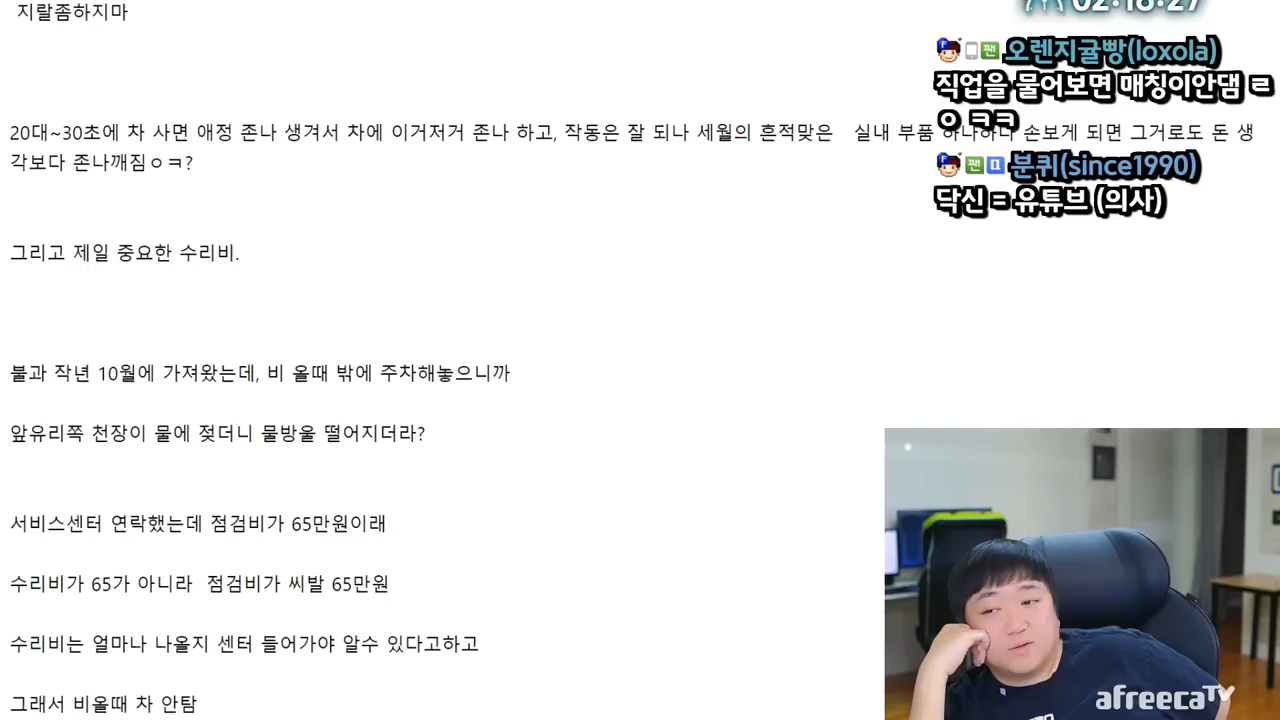 지랄좀하지마
02:18:27
오렌지귤빵(loxola)
직업을 물어보면 매칭이안댐 ㄹ
ㅇ ㅋㅋ
20대~30초에 차 사면 애정 존나 생겨서 차에 이거저거 존나 하고, 작동은 잘 되나 세월의 흔적맞은 실내 부품 하나하나 손보게 되면 그거로도 돈 생
각보다 존나깨짐ㅇㅋ?
분퀴(since1990)
닥신 = 유튜브 (의사)
그리고 제일 중요한 수리비.
불과 작년 10월에 가져왔는데, 비 올때 밖에 주차해놓으니까
앞유리쪽 천장이 물에 젖더니 물방울 떨어지더라?
서비스센터 연락했는데 점검비가 65만원이래
수리비가 65가 아니라 점검비가 씨발 65만원
수리비는 얼마나 나올지 센터 들어가야 알수 있다고하고
그래서 비올때 차 안탐
afreecaTV